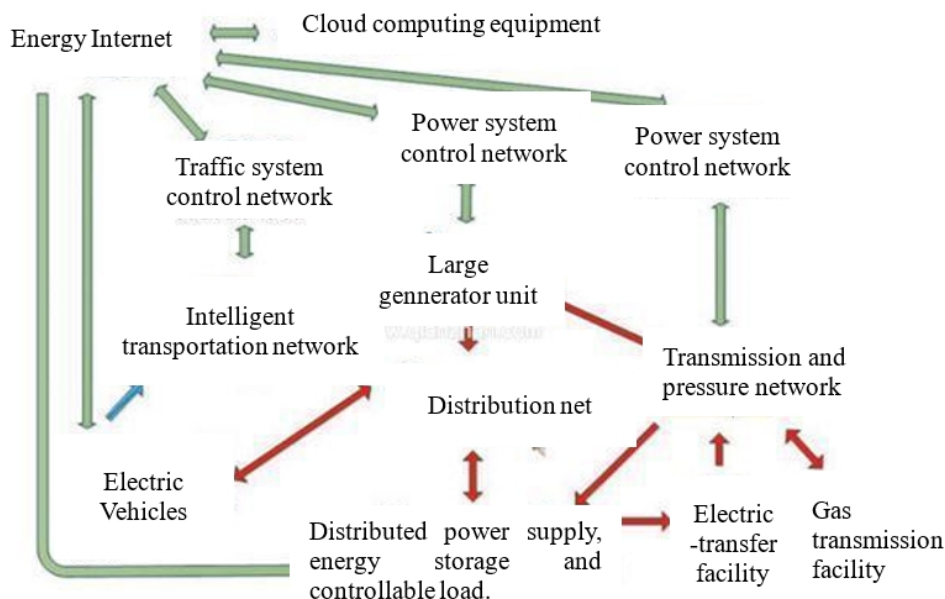 Energy Internet
Cloud computing equipment
Power system
control network
Power system
control network
Traffic system
control network
Large
gennerator unit
Intelligent
transportation network
Transmission and
pressure network
Distribution net
Electric
Vehicles
Distributed power supply,
energy storage and
controllable load.
Electric
-transfer
facility
Gas
transmission
facility